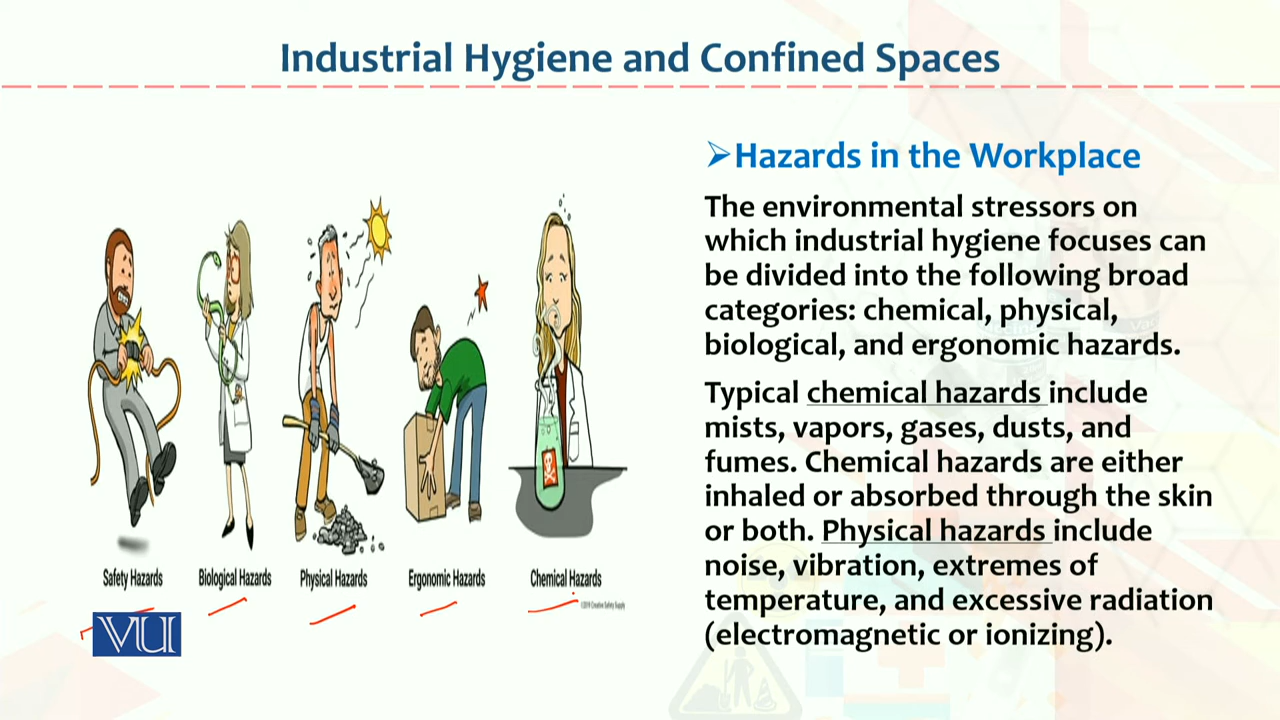 Industrial Hygiene and Confined Spaces
Hazards in the Workplace
The environmental stressors on
which industrial hygiene focuses can
be divided into the following broad
categories: chemical, physical,
biological, and ergonomic hazards.
Typical chemical hazards include
mists, vapors, gases, dusts, and
fumes. Chemical hazards are either
inhaled or absorbed through the skin
or both. Physical hazards include
noise, vibration, extremes of
temperature, and excessive radiation
(electromagnetic or ionizing).
Safety Hazards
Biological Hazards
Physical Hazards
Ergonomic Hazards
Chemical Hazards
Creative Safety Supply
VU